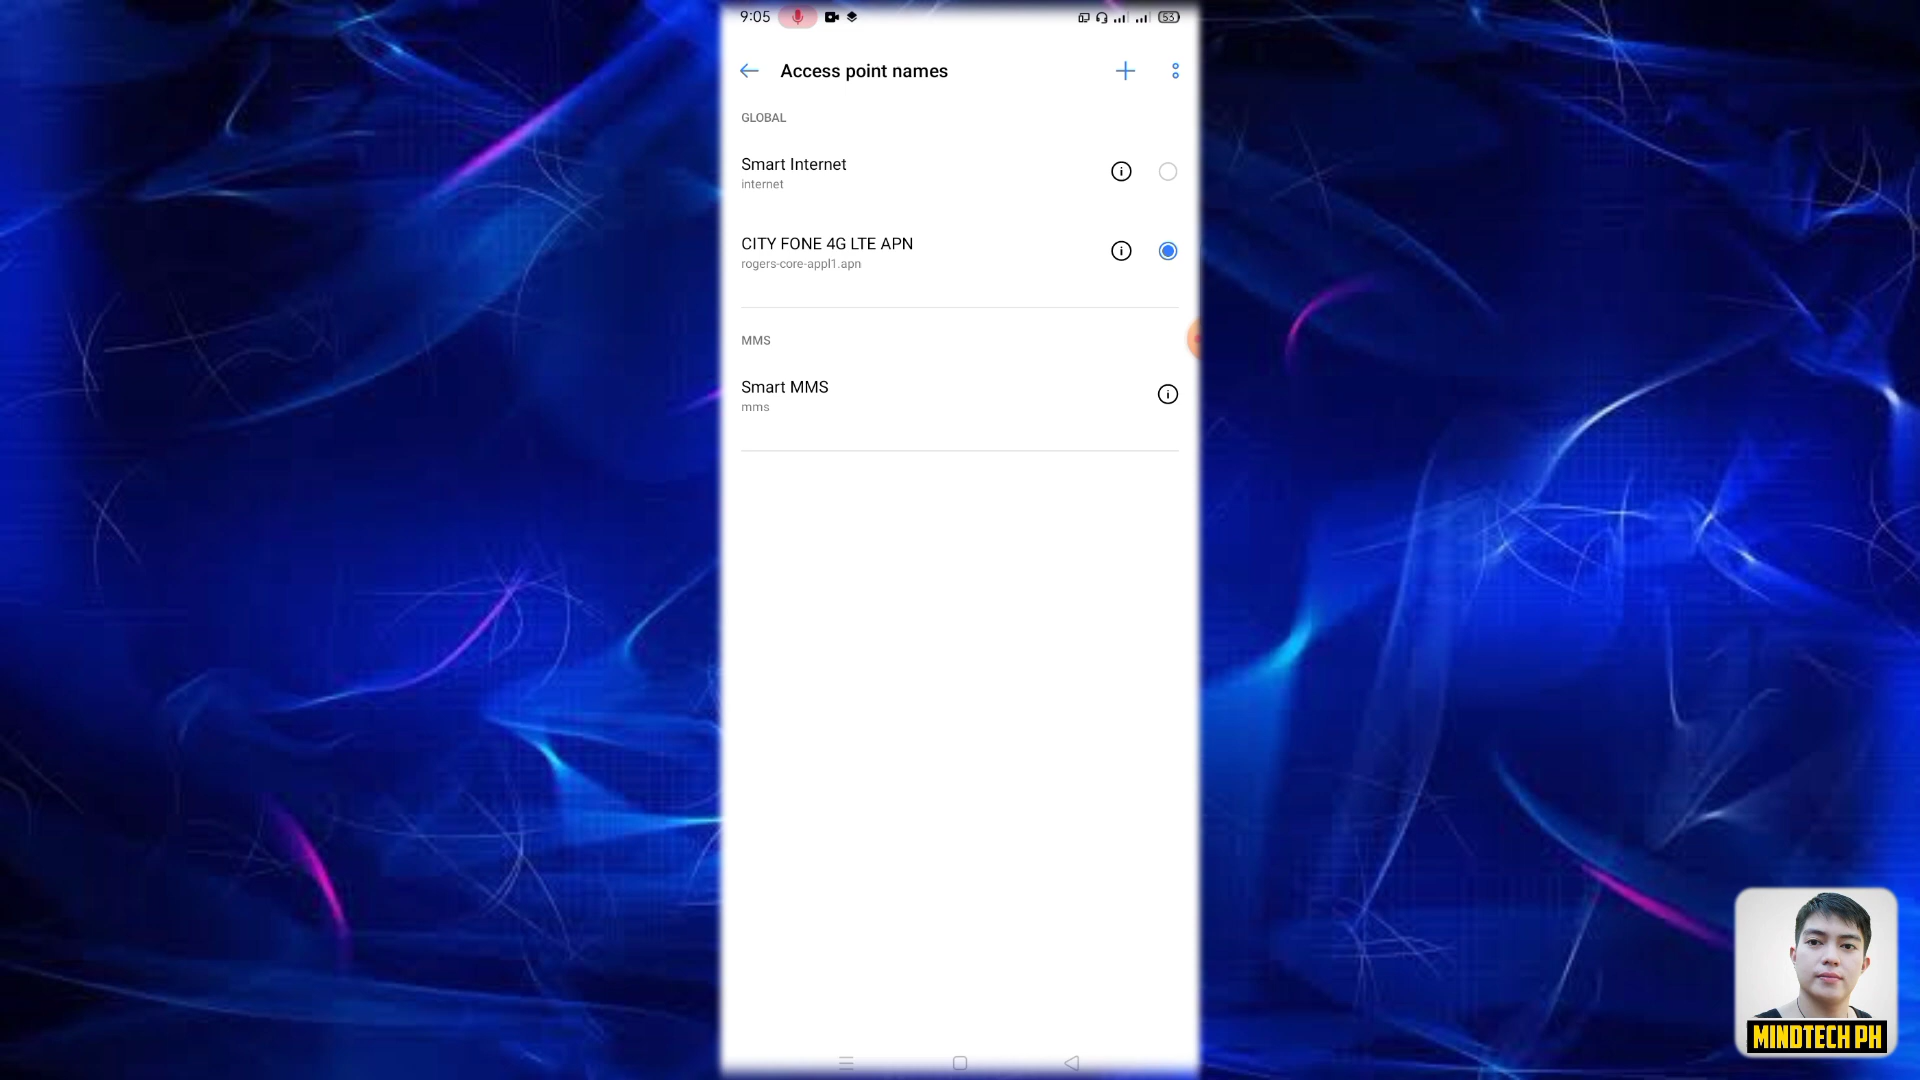 9:05
53
Access point names
GLOBAL
Smart Internet
internet
CITY FONE 4G LTE APN
rogers-core-appl1.apn
MMS
Smart MMS
mms
MINDTECH PH